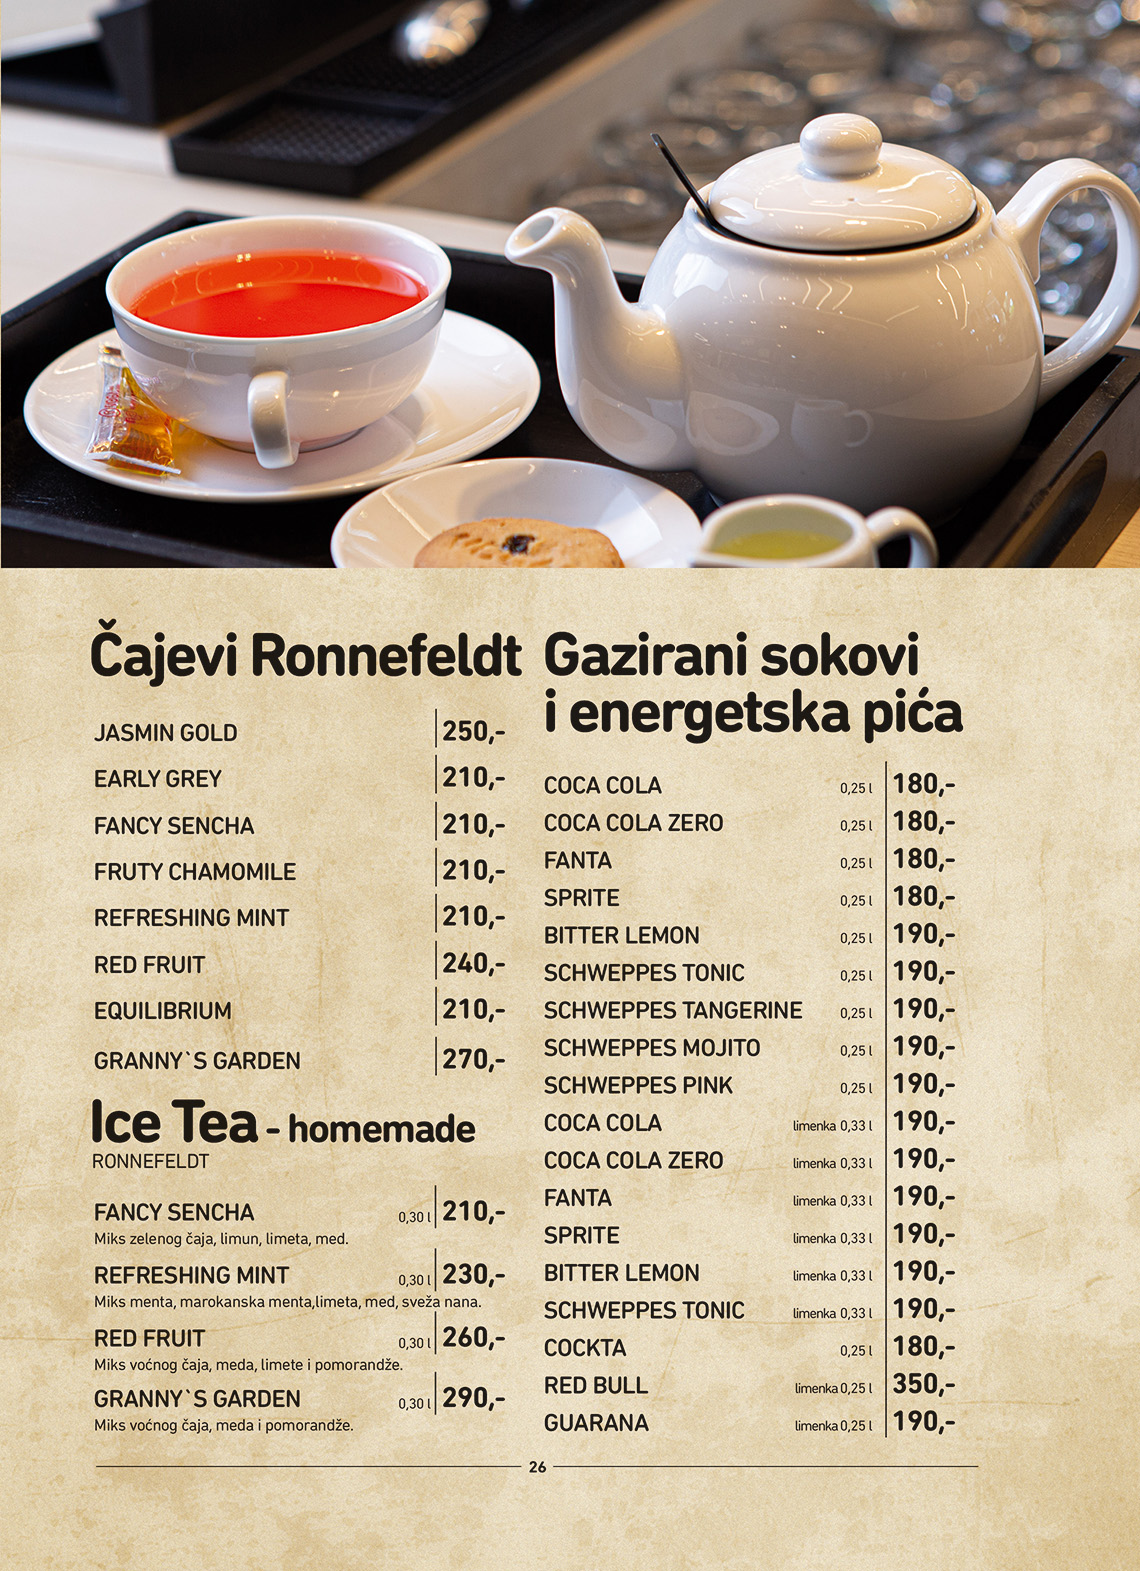 Čajevi Ronnefeldt
JASMIN GOLD 250,-
EARLY GREY 210,-
FANCY SENCHA 210,-
FRUTY CHAMOMILE 210,-
REFRESHING MINT 210,-
RED FRUIT 240,-
EQUILIBRIUM 210,-
GRANNY`S GARDEN 270,-
Ice Tea - homemade
RONNEFELDT
FANCY SENCHA 0,30 l 210,-
Miks zelenog čaja, limun, limeta, med.
REFRESHING MINT 0,30 l 230,-
Miks menta, marokanska menta,limeta, med, sveža nana.
RED FRUIT 0,30 l 260,-
Miks voćnog čaja, meda, limete i pomorandže.
GRANNY`S GARDEN 0,30 l 290,-
Miks voćnog čaja, meda i pomorandže.
Gazirani sokovi
i energetska pića
COCA COLA 0,25 l 180,-
COCA COLA ZERO 0,25 l 180,-
FANTA 0,25 l 180,-
SPRITE 0,25 l 180,-
BITTER LEMON 0,25 l 190,-
SCHWEPPES TONIC 0,25 l 190,-
SCHWEPPES TANGERINE 0,25 l 190,-
SCHWEPPES MOJITO 0,25 l 190,-
SCHWEPPES PINK 0,25 l 190,-
COCA COLA limenka 0,33 l 190,-
COCA COLA ZERO limenka 0,33 l 190,-
FANTA limenka 0,33 l 190,-
SPRITE limenka 0,33 l 190,-
BITTER LEMON limenka 0,33 l 190,-
SCHWEPPES TONIC limenka 0,33 l 190,-
COCKTA 0,25 l 180,-
RED BULL limenka 0,25 l 350,-
GUARANA limenka 0,25 l 190,-
26